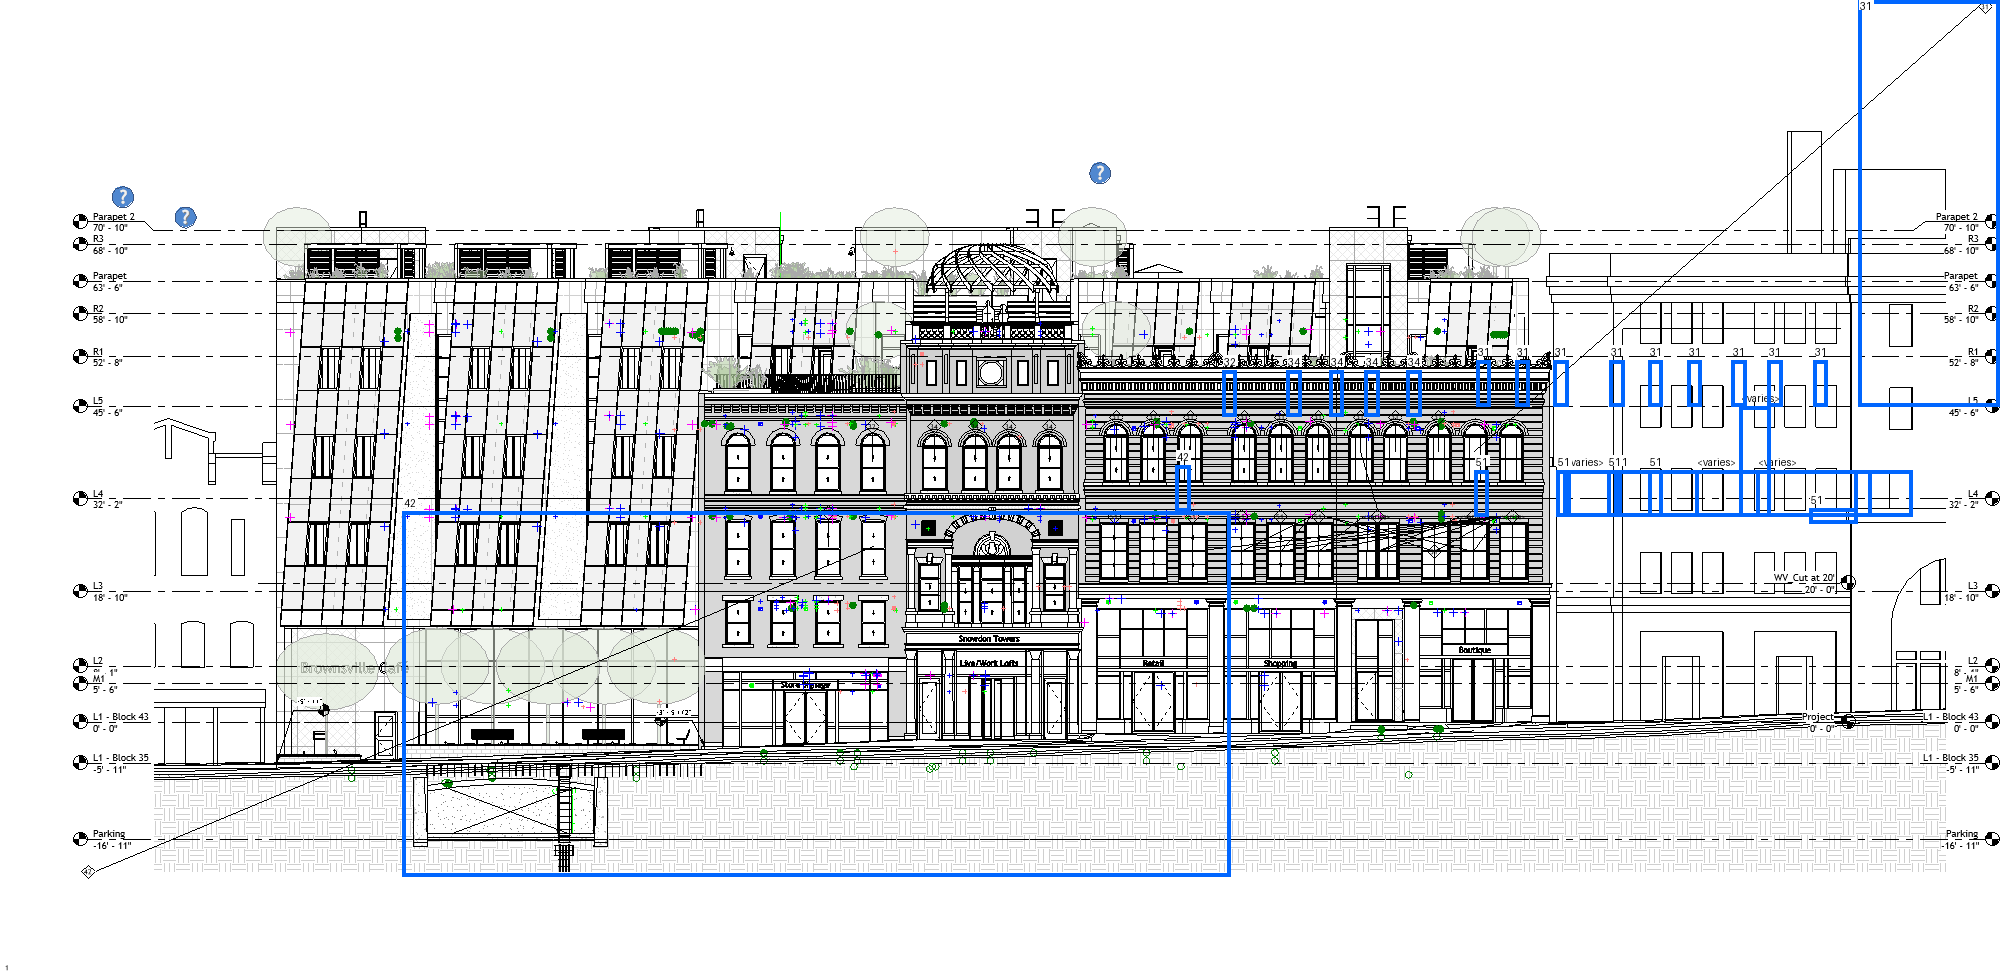 31
Parapet 2
70' - 10"
R3
68' - 10"
Parapet
63' - 6"
R2
58' - 10"
R1
52' - 8"
L5
45' - 6"
L4
32' - 2"
L3
18' - 10"
L2
M1
5' - 6"
L1 - Block 43
0' - 0"
L1 - Block 35
-5' - 11"
Parking
-16' - 11"
Parapet 2
70' - 10"
R3
68' - 10"
Parapet
63' - 6"
R2
58' - 10"
R1
52' - 8"
L5
45' - 6"
L4
32' - 2"
WV_Cut at 20'
20' - 0"
L3
18' - 10"
L2
8' - 1"
M1
5' - 6"
Project
0' - 0"
L1 - Block 43
0' - 0"
L1 - Block 35
-5' - 11"
Parking
-16' - 11"
31
31
31
31
31
31
31
31
31
34
34
34
<varies>
42
51
51
varies>
51
51
<varies>
<varies>
51
42
Brownsville Café
Snowdon Towers
Live/Work Lofts
Retail
Shopping
Boutique
1